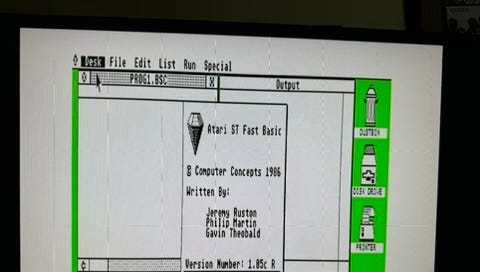 Desk File Edit List Run Special
PROG1.BSC
Output
Atari ST Fast Basic
© Computer Concepts 1986
Written By:
Jeremy Ruston
Philip Martin
Gavin Theobald
Version Number: 1.05c R
DUSTBIN
DISK DRIVE
PRINTER